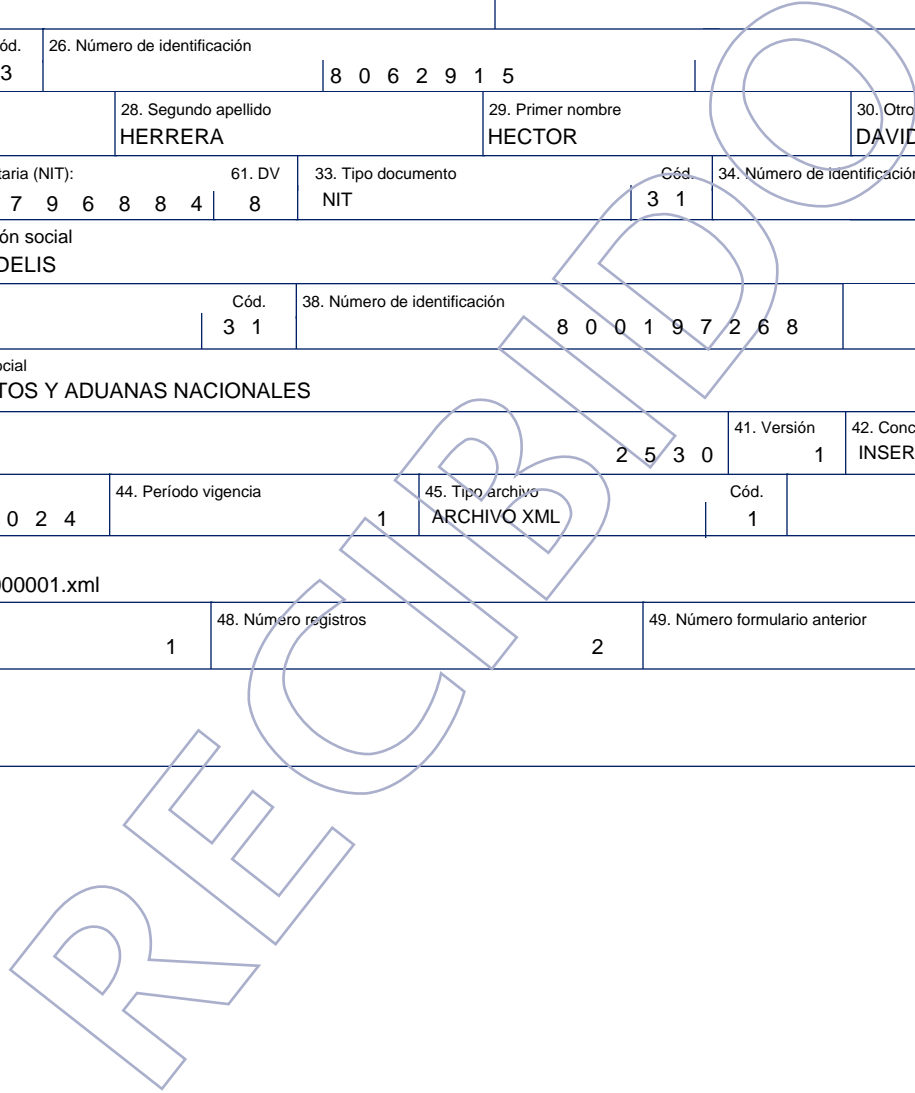 ód. 26. Número de identificación
3 8 0 6 2 9 1 5
28. Segundo apellido 29. Primer nombre 30. Otro
HERRERA HECTOR DAVID
taria (NIT): 61. DV 33. Tipo documento Cód. 34. Número de identificación
7 9 6 8 8 4 8 NIT 3 1
ón social
DELIS
Cód. 38. Número de identificación
3 1 8 0 0 1 9 7 2 6 8
ocial
TOS Y ADUANAS NACIONALES
41. Versión 42. Conc
2 5 3 0 1 INSER
44. Período vigencia 45. Tipo archivo Cód.
0 2 4 1 ARCHIVO XML 1
000001.xml
48. Número registros 49. Número formulario anterior
1 2
RECIBIDO